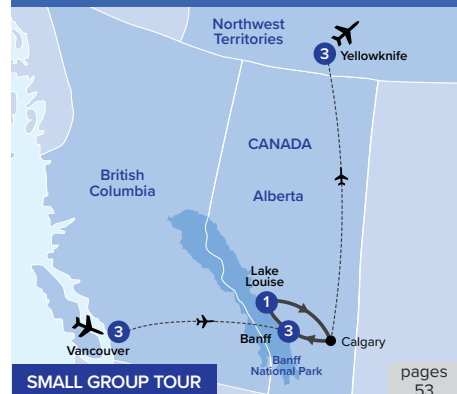 Northwest
Territories
3
Yellowknife
CANADA
British
Columbia
Alberta
Lake
Louise
1
3
Vancouver
3
Banff
Calgary
Banff
National Park
SMALL GROUP TOUR
pages
53